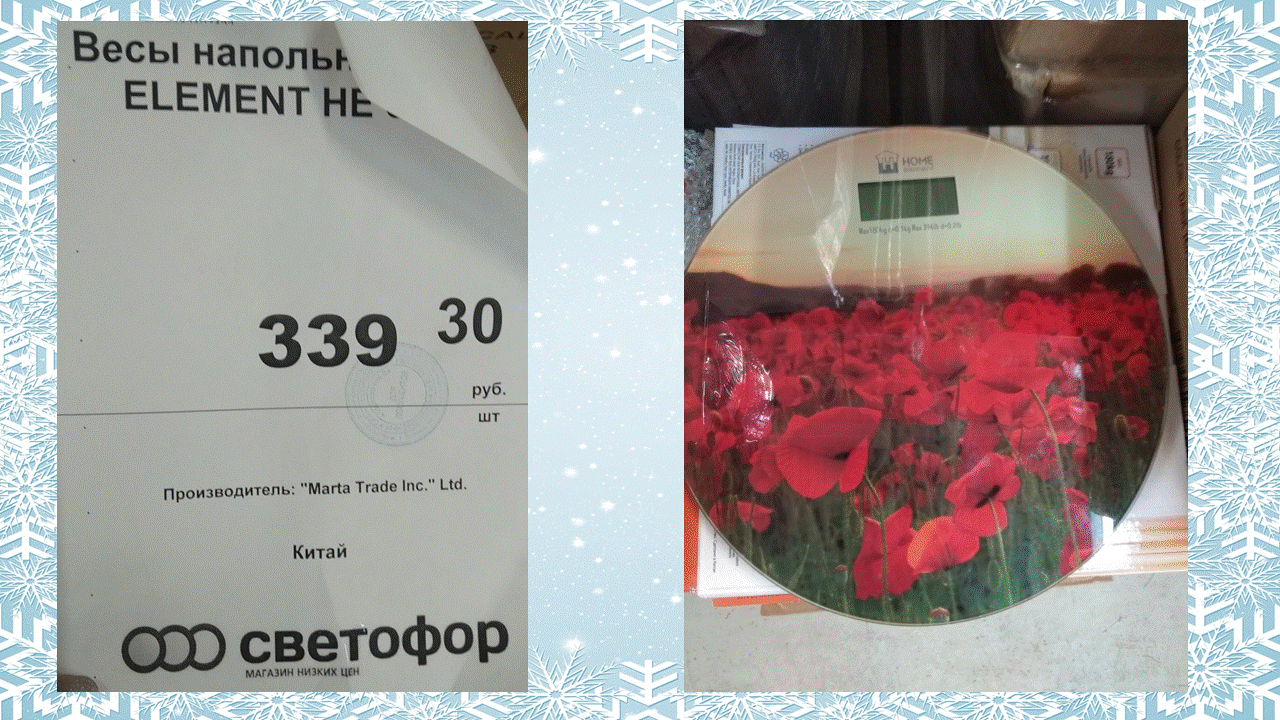 Весы напольн
ELEMENT HE
339 30
руб.
шт
Производитель: "Marta Trade Inc." Ltd.
Китай
светофор
МАГАЗИН НИЗКИХ ЦЕН
HOME
180kg